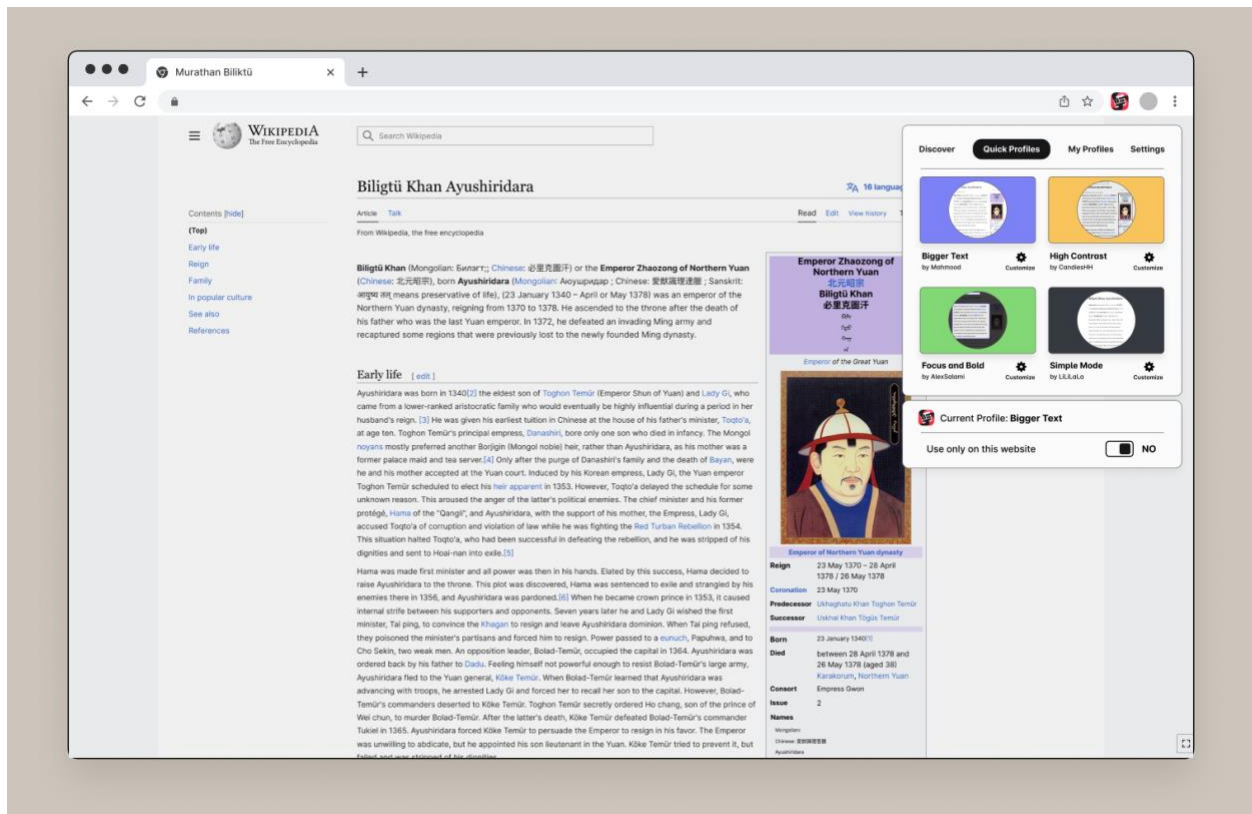 Murathan Biliktü
WIKIPEDIA
The Free Encyclopedia
Search Wikipedia
Biligtü Khan Ayushiridara
16 languag
Article Talk
Read Edit View history
From Wikipedia, the free encyclopedia
Contents [hide]
(Top)
Early life
Reign
Family
In popular culture
See also
References
Biligtü Khan (Mongolian: Билэгт;; Chinese: 必里克圖汗) or the Emperor Zhaozong of Northern Yuan
(Chinese: 北元昭宗), born Ayushiridara (Mongolian: Аюушридар ; Chinese: 愛猷識理達臘 ; Sanskrit:
means preservative of life), (23 January 1340 – April or May 1378) was an emperor of the
Northern Yuan dynasty, reigning from 1370 to 1378. He ascended to the throne after the death of
his father who was the last Yuan emperor. In 1372, he defeated an invading Ming army and
recaptured some regions that were previously lost to the newly founded Ming dynasty.
Early life [ edit ]
Ayushiridara was born in 1340[2] the eldest son of Toghon Temür (Emperor Shun of Yuan) and Lady Gi, who
came from a lower-ranked aristocratic family who would eventually be highly influential during a period in her
husband's reign. [3] He was given his earliest tuition in Chinese at the house of his father's minister, Toqto'a,
at age ten. Toghon Temür's principal empress, Danashiri, bore only one son who died in infancy. The Mongol
noyans mostly preferred another Borjigin (Mongol noble) heir, rather than Ayushiridara, as his mother was a
former palace maid and tea server.[4] Only after the purge of Danashiri's family and the death of Bayan, were
he and his mother accepted at the Yuan court. Induced by his Korean empress, Lady Gi, the Yuan emperor
Toghon Temür scheduled to elect his heir apparent in 1353. However, Toqto'a delayed the schedule for some
unknown reason. This aroused the anger of the latter's political enemies. The chief minister and his former
protégé, Hama of the "Qangli", and Ayushiridara, with the support of his mother, the Empress, Lady Gi,
accused Toqto'a of corruption and violation of law while he was fighting the Red Turban Rebellion in 1354.
This situation halted Toqto'a, who had been successful in defeating the rebellion, and he was stripped of his
dignities and sent to Hoai-nan into exile.[5]
Hama was made first minister and all power was then in his hands. Elated by this success, Hama decided to
raise Ayushiridara to the throne. This plot was discovered, Hama was sentenced to exile and strangled by his
enemies there in 1356, and Ayushiridara was pardoned.[6] When he became crown prince in 1353, it caused
internal strife between his supporters and opponents. Seven years later he and Lady Gi wished the first
minister, Tai ping, to convince the Khagan to resign and leave Ayushiridara dominion. When Tai ping refused,
they poisoned the minister's partisans and forced him to resign. Power passed to a eunuch, Papuhwa, and to
Cho Sekin, two weak men. An opposition leader, Bolad-Temür, occupied the capital in 1364. Ayushiridara was
ordered back by his father to Dadu. Feeling himself not powerful enough to resist Bolad-Temür's large army,
Ayushiridara fled to the Yuan general, Köke Temür. When Bolad-Temür learned that Ayushiridara was
advancing with troops, he arrested Lady Gi and forced her to recall her son to the capital. However, Bolad-
Temür's commanders deserted to Köke Temür. Toghon Temür secretly ordered Ho chang, son of the prince of
Wei chun, to murder Bolad-Temür. After the latter's death, Köke Temür defeated Bolad-Temür's commander
Tukiel in 1365. Ayushiridara forced Köke Temür to persuade the Emperor to resign in his favor. The Emperor
was unwilling to abdicate, but he appointed his son lieutenant in the Yuan. Köke Temür tried to prevent it, but
failed and was stripped of his dignities
Emperor Zhaozong of
Northern Yuan
北元昭宗
Biligtü Khan
必里克圖汗
Emperor of the Great Yuan
Emperor of Northern Yuan dynasty
Reign 23 May 1370 – 28 April
1378 / 26 May 1378
Coronation 23 May 1370
Predecessor Ukhaghatu Khan Toghon Temür
Successor Uskhal Khan Tögüs Temür
Born 23 January 1340[1]
Died between 28 April 1378 and
26 May 1378 (aged 38)
Karakorum, Northern Yuan
Consort Empress Gwon
Issue 2
Names
Mongolian:
Chinese: 愛猷識理達臘
Ayushiridara
Discover Quick Profiles My Profiles Settings
Bigger Text
by Mahmood
Customize
High Contrast
by CandiesHH
Customize
Focus and Bold
by AlexSalami
Customize
Simple Mode
by LiLiLaLo
Customize
Current Profile: Bigger Text
Use only on this website NO